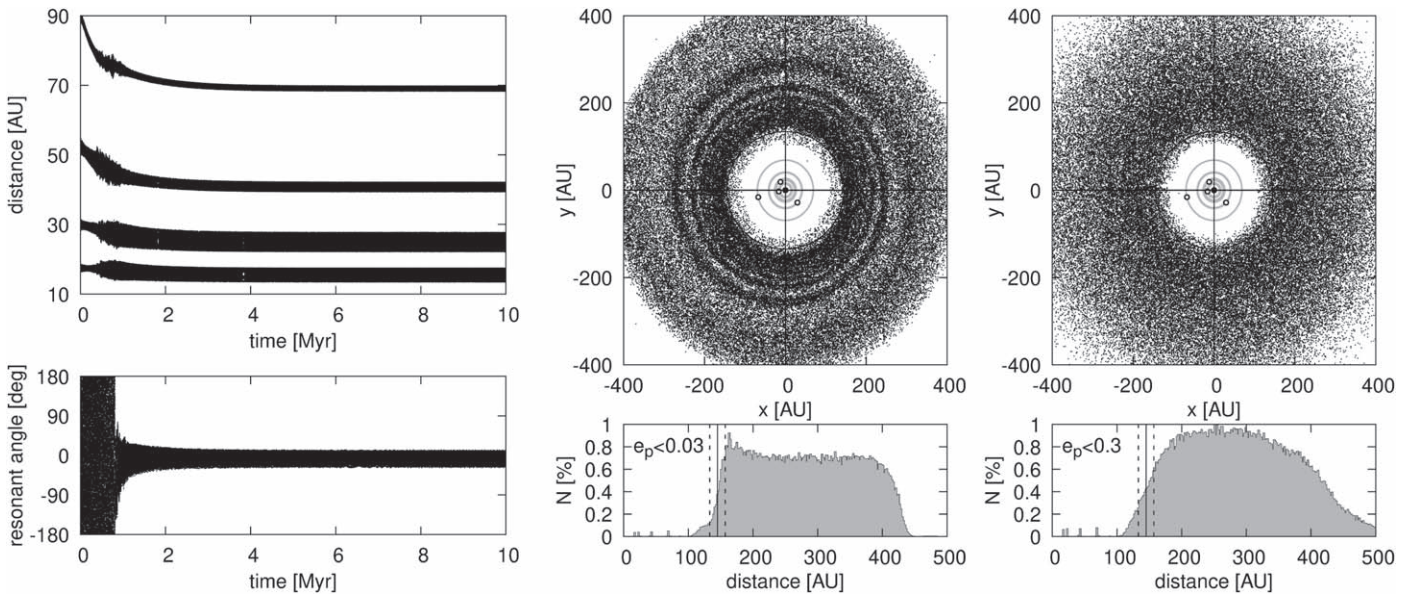 90
70
50
30
10
distance [AU]
0 2 4 6 8 10
time [Myr]
180
90
0
-90
-180
resonant angle [deg]
0 2 4 6 8 10
time [Myr]
400
200
0
-200
-400
y [AU]
-400 -200 0 200 400
x [AU]
1
0.8
0.6
0.4
0.2
0
N [%]
e_p<0.03
0 100 200 300 400 500
distance [AU]
400
200
0
-200
-400
y [AU]
-400 -200 0 200 400
x [AU]
1
0.8
0.6
0.4
0.2
0
N [%]
e_p<0.3
0 100 200 300 400 500
distance [AU]